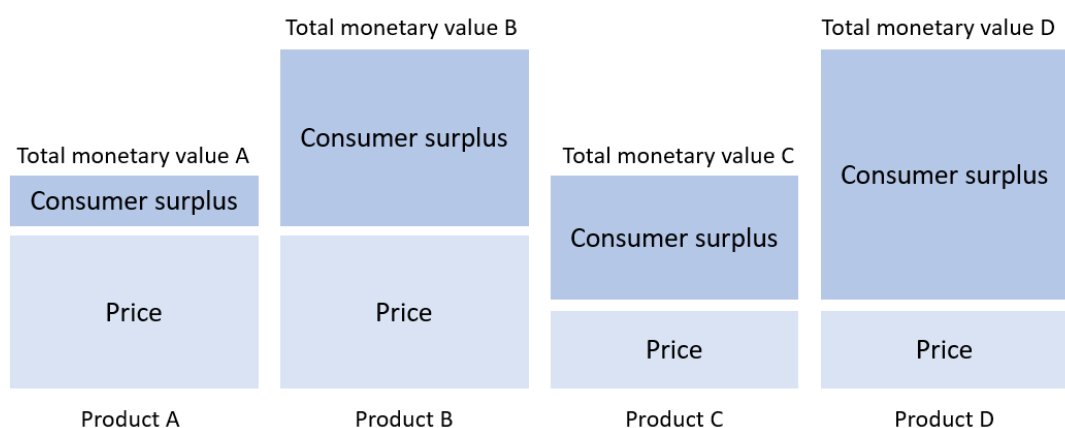 Total monetary value A
Consumer surplus
Price
Product A
Total monetary value B
Consumer surplus
Price
Product B
Total monetary value C
Consumer surplus
Price
Product C
Total monetary value D
Consumer surplus
Price
Product D